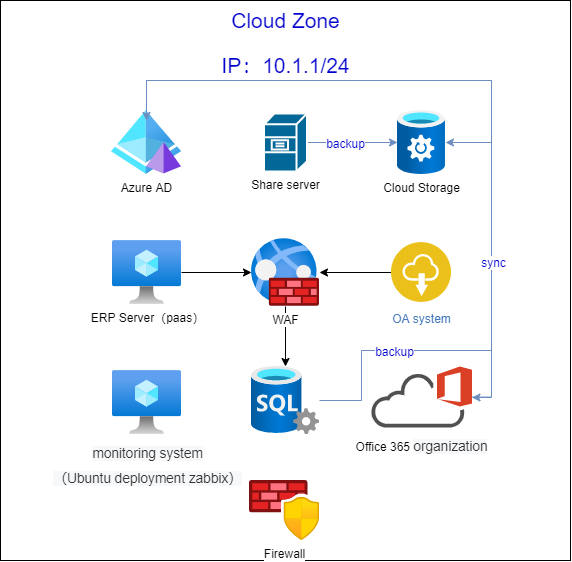 Cloud Zone
IP：10.1.1/24
Azure AD
Share server
backup
Cloud Storage
sync
ERP Server（paas）
WAF
OA system
backup
SQL
monitoring system
（Ubuntu deployment zabbix）
Office 365 organization
Firewall